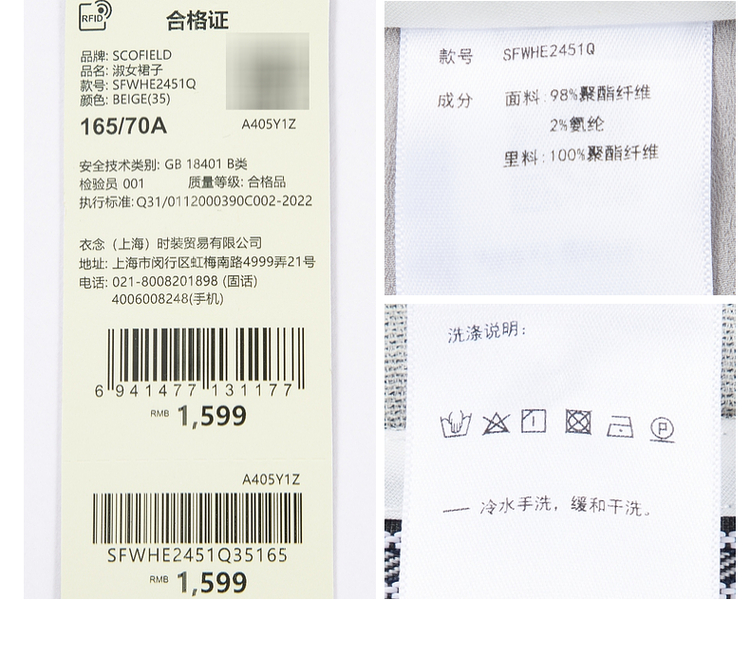 RFID
合格证
品牌: SCOFIELD
品名: 淑女裙子
款号: SFWHE2451Q
颜色: BEIGE(35)
165/70A
A405Y1Z
安全技术类别: GB 18401 B类
检验员 001 质量等级: 合格品
执行标准: Q31/0112000390C002-2022
衣念（上海）时装贸易有限公司
地址: 上海市闵行区虹梅南路4999弄21号
电话: 021-8008201898 (固话)
4006008248(手机)
6 941477 131177
RMB 1,599
A405Y1Z
SFWHE2451Q35165
RMB 1,599
款号 SFWHE2451Q
成分 面料:98%聚酯纤维
2%氨纶
里料:100%聚酯纤维
洗涤说明:
P
— 冷水手洗，缓和干洗。